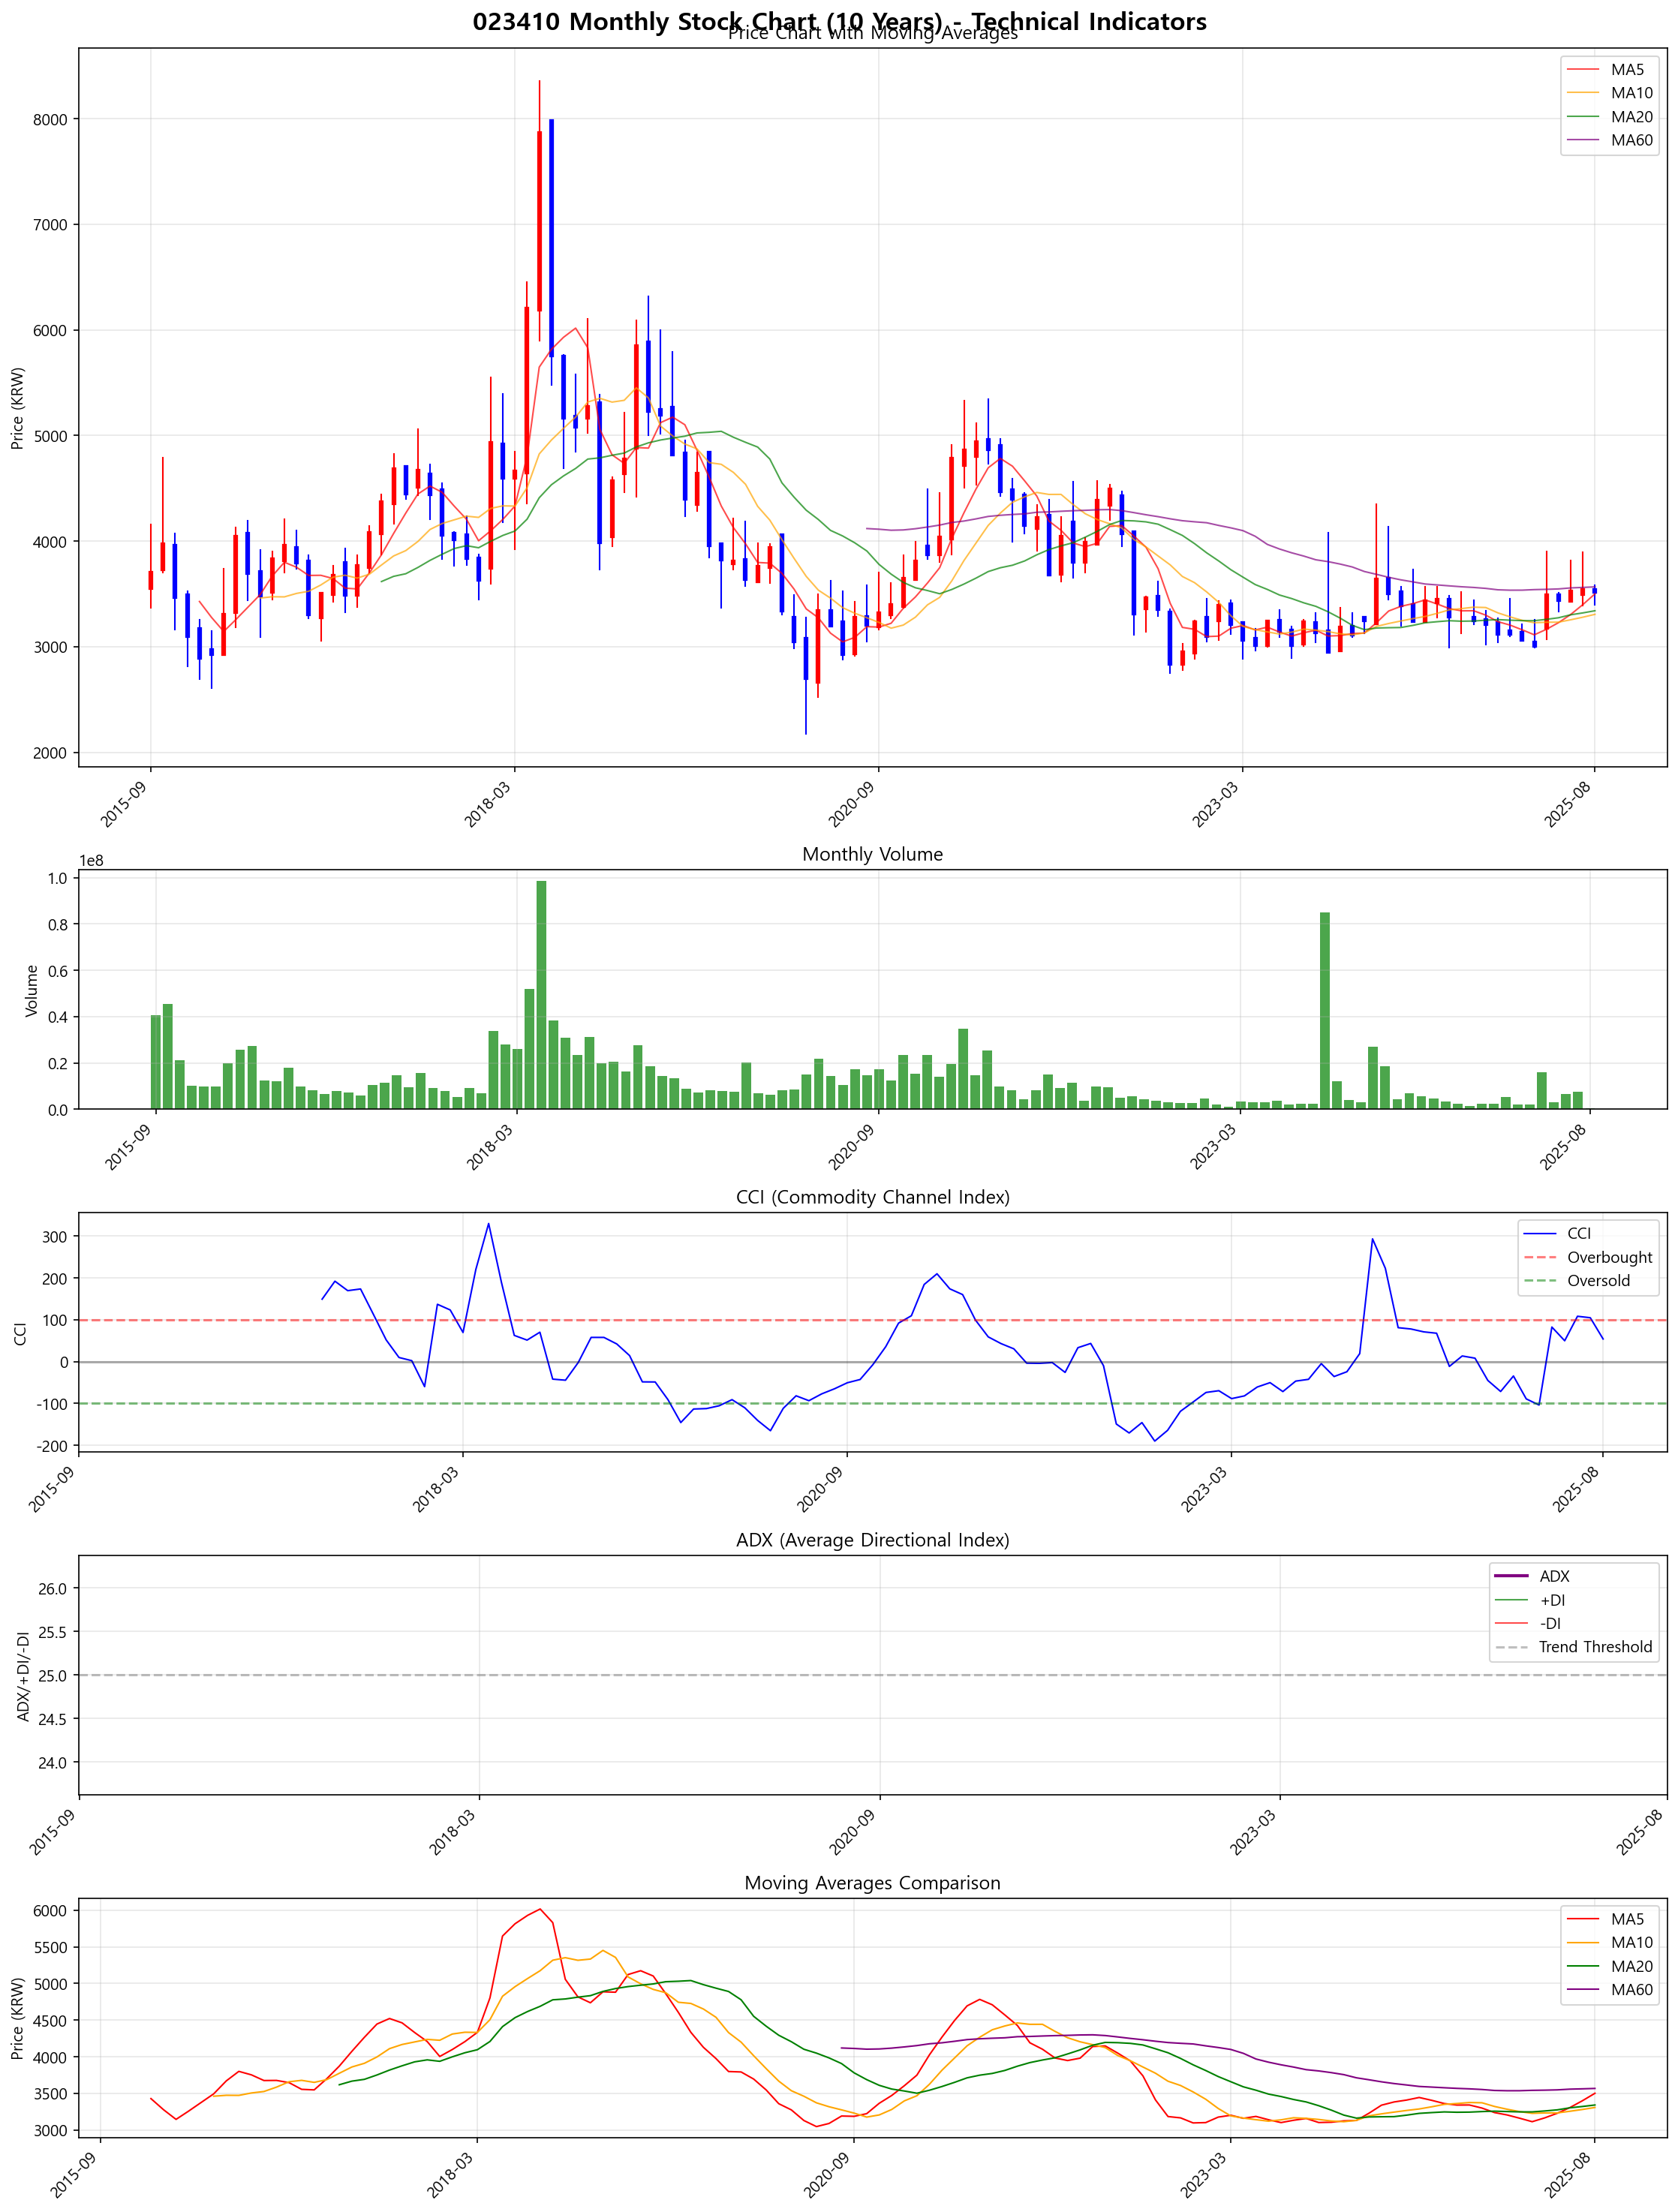 023410 Monthly Stock Chart (10 Years) - Technical Indicators
Price Chart with Moving Averages
MA5
MA10
MA20
MA60
Price (KRW)
8000
7000
6000
5000
4000
3000
2000
2015-09
2018-03
2020-09
2023-03
2025-08
Monthly Volume
1e8
Volume
1.0
0.8
0.6
0.4
0.2
0.0
2015-09
2018-03
2020-09
2023-03
2025-08
CCI (Commodity Channel Index)
CCI
Overbought
Oversold
CCI
300
200
100
0
-100
-200
2015-09
2018-03
2020-09
2023-03
2025-08
ADX (Average Directional Index)
ADX
+DI
-DI
Trend Threshold
ADX/+DI/-DI
26.0
25.5
25.0
24.5
24.0
2015-09
2018-03
2020-09
2023-03
2025-08
Moving Averages Comparison
MA5
MA10
MA20
MA60
Price (KRW)
6000
5500
5000
4500
4000
3500
3000
2015-09
2018-03
2020-09
2023-03
2025-08